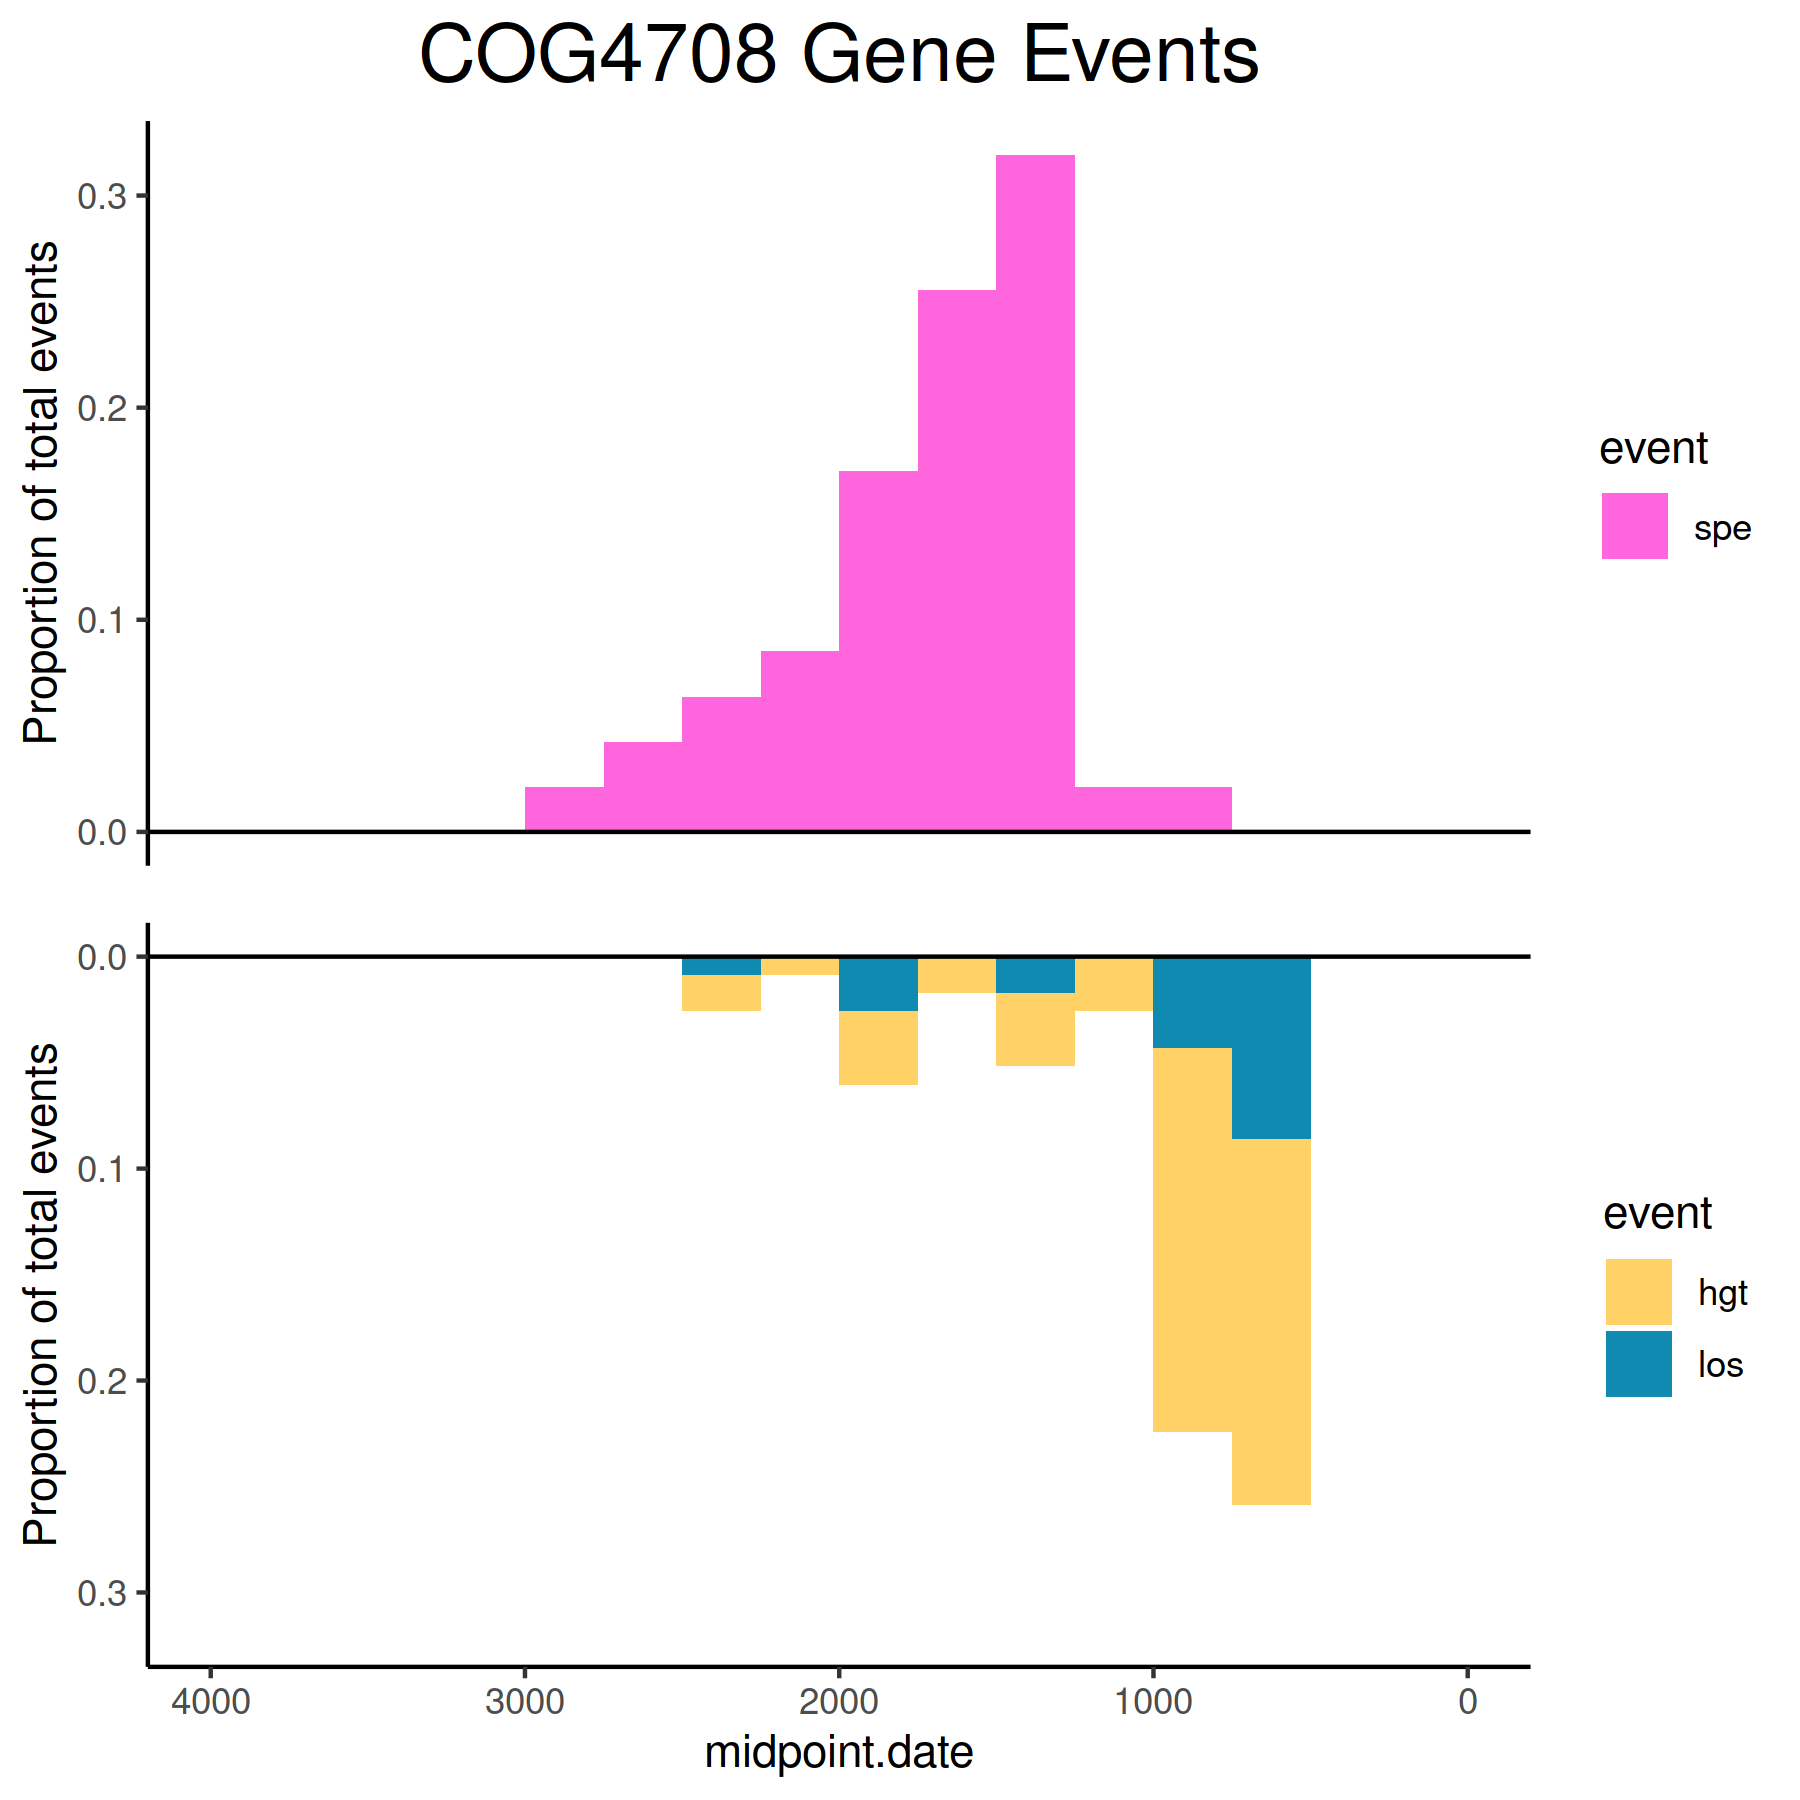 COG4708 Gene Events
Proportion of total events
0.3
0.2
0.1
0.0
event
spe
Proportion of total events
0.0
0.1
0.2
0.3
event
hgt
los
4000 3000 2000 1000 0
midpoint.date